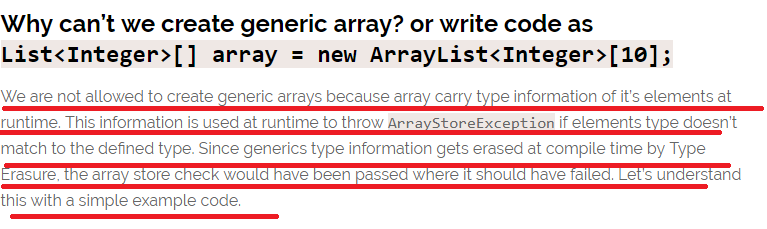 Why can't we create generic array? or write code as
List<Integer>[] array = new ArrayList<Integer>[10];
We are not allowed to create generic arrays because array carry type information of it's elements at
runtime. This information is used at runtime to throw ArrayStoreException if elements type doesn't
match to the defined type. Since generics type information gets erased at compile time by Type
Erasure, the array store check would have been passed where it should have failed. Let's understand
this with a simple example code.